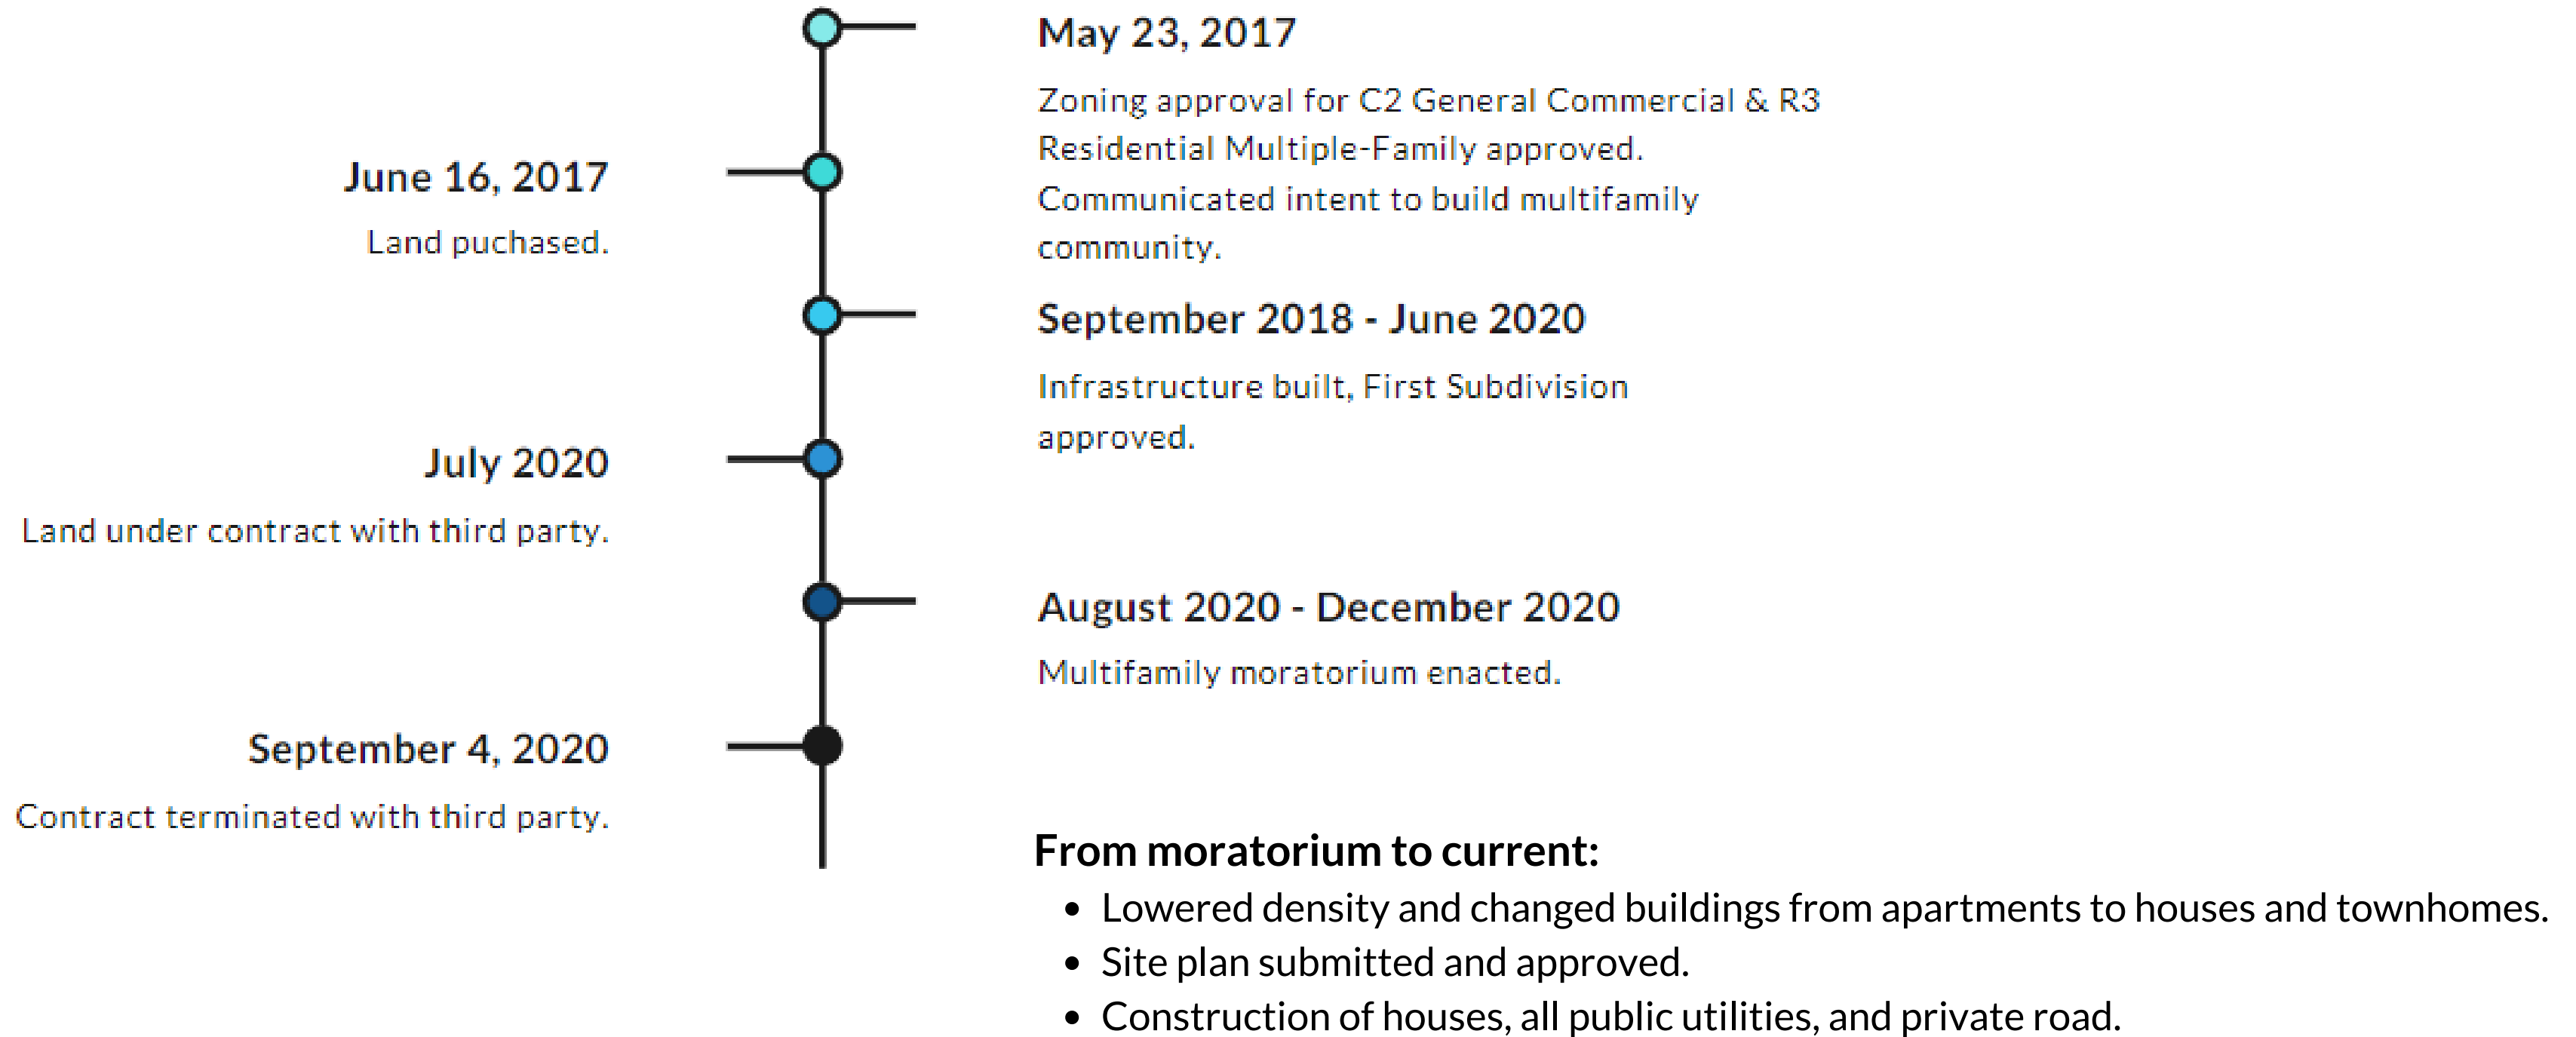 May 23, 2017
Zoning approval for C2 General Commercial & R3
Residential Multiple-Family approved.
Communicated intent to build multifamily
community.
June 16, 2017
Land puchased.
September 2018 - June 2020
Infrastructure built, First Subdivision
approved.
July 2020
Land under contract with third party.
August 2020 - December 2020
Multifamily moratorium enacted.
September 4, 2020
Contract terminated with third party.
From moratorium to current:
• Lowered density and changed buildings from apartments to houses and townhomes.
• Site plan submitted and approved.
• Construction of houses, all public utilities, and private road.